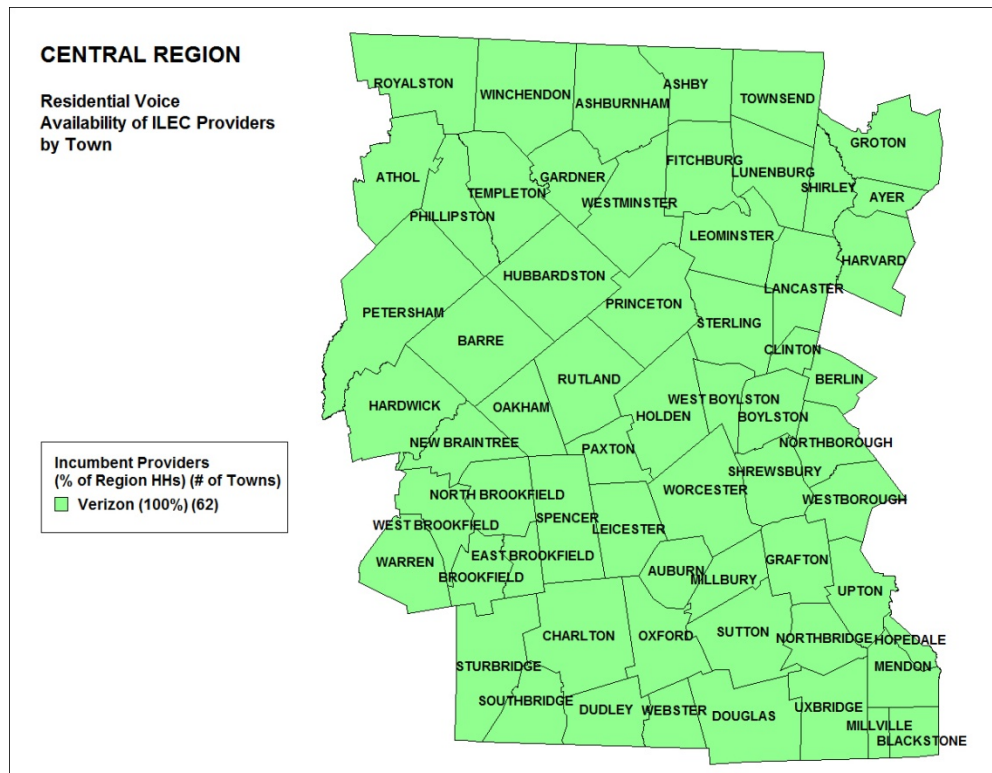 CENTRAL REGION
Residential Voice
Availability of ILEC Providers
by Town
ROYALSTON
WINCHENDON
ASHBURNHAM
ASHBY
TOWNSEND
GROTON
ATHOL
TEMPLETON
GARDNER
FITCHBURG
LUNENBURG
SHIRLEY
AYER
PHILLIPSTON
WESTMINSTER
LEOMINSTER
HARVARD
HUBBARDSTON
LANCASTER
PETERSHAM
PRINCETON
STERLING
BARRE
CLINTON
BERLIN
RUTLAND
HARDWICK
OAKHAM
HOLDEN
WEST BOYLSTON
BOYLSTON
NEW BRAINTREE
PAXTON
NORTHBOROUGH
SHREWSBURY
WORCESTER
WESTBOROUGH
NORTH BROOKFIELD
SPENCER
WEST BROOKFIELD
LEICESTER
WARREN
EAST BROOKFIELD
BROOKFIELD
AUBURN
MILLBURY
GRAFTON
UPTON
CHARLTON
OXFORD
SUTTON
NORTHBRIDGE
HOPEDALE
MENDON
STURBRIDGE
SOUTHBRIDGE
DUDLEY
WEBSTER
DOUGLAS
UXBRIDGE
MILLVILLE
BLACKSTONE
Incumbent Providers
(% of Region HHs) (# of Towns)
Verizon (100%) (62)